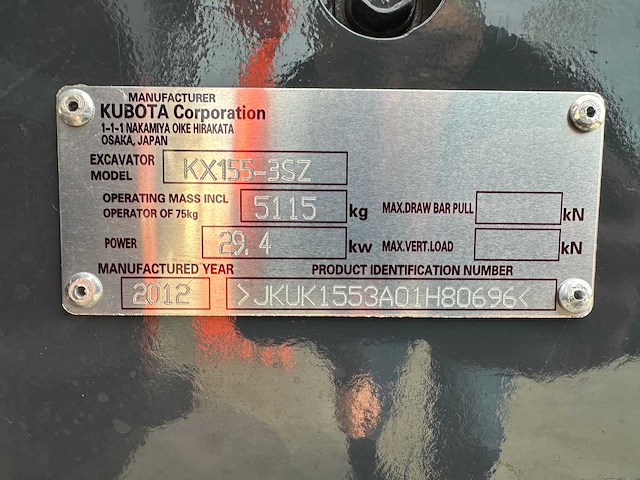 MANUFACTURER
KUBOTA Corporation
1-1-1 NAKAMIYA OIKE HIRAKATA
OSAKA, JAPAN
EXCAVATOR MODEL KX155-3SZ
OPERATING MASS INCL OPERATOR OF 75kg 5115 kg MAX.DRAW BAR PULL kN
POWER 29.4 kw MAX.VERT.LOAD kN
MANUFACTURED YEAR PRODUCT IDENTIFICATION NUMBER
2012 >JKUK1553A01H80696<